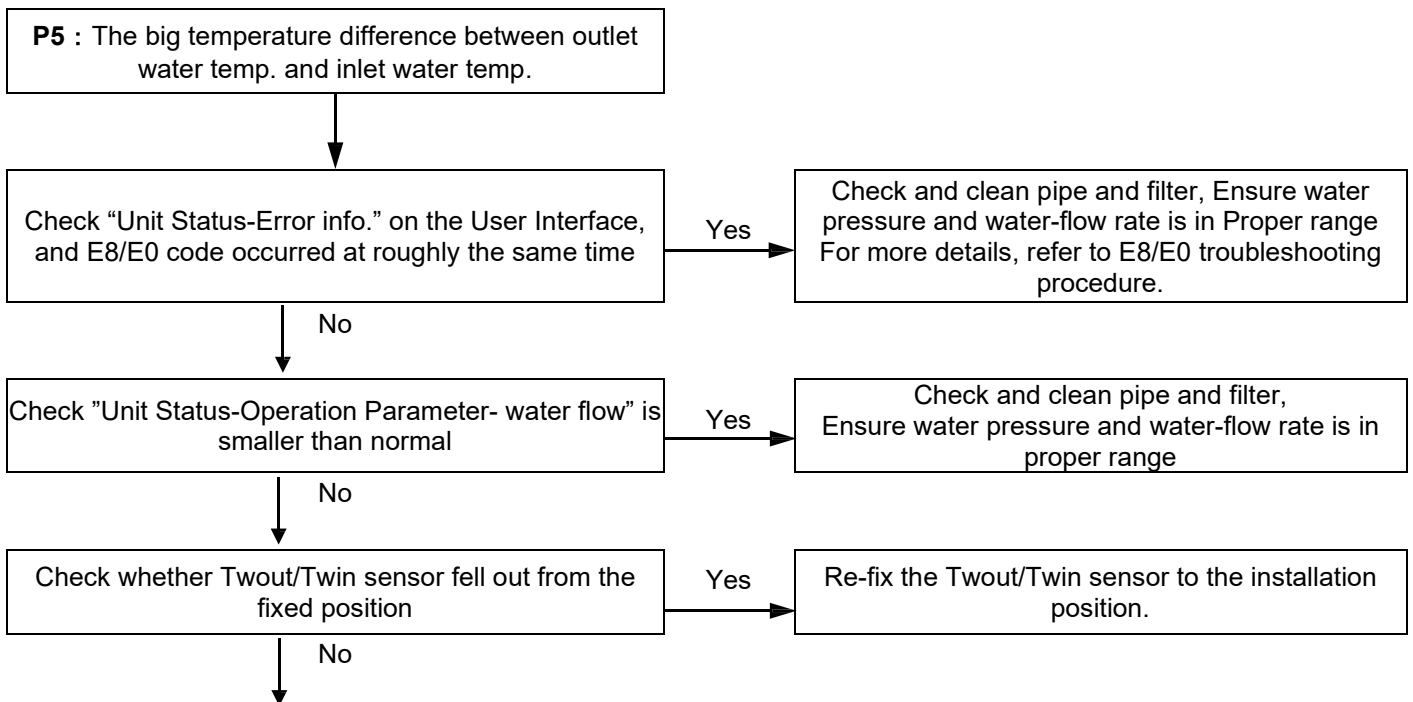 P5：The big temperature difference between outlet
water temp. and inlet water temp.
Check “Unit Status-Error info.” on the User Interface,
and E8/E0 code occurred at roughly the same time
Yes
Check and clean pipe and filter, Ensure water
pressure and water-flow rate is in Proper range
For more details, refer to E8/E0 troubleshooting
procedure.
No
Check ”Unit Status-Operation Parameter- water flow” is
smaller than normal
Yes
Check and clean pipe and filter,
Ensure water pressure and water-flow rate is in
proper range
No
Check whether Twout/Twin sensor fell out from the
fixed position
Yes
Re-fix the Twout/Twin sensor to the installation
position.
No